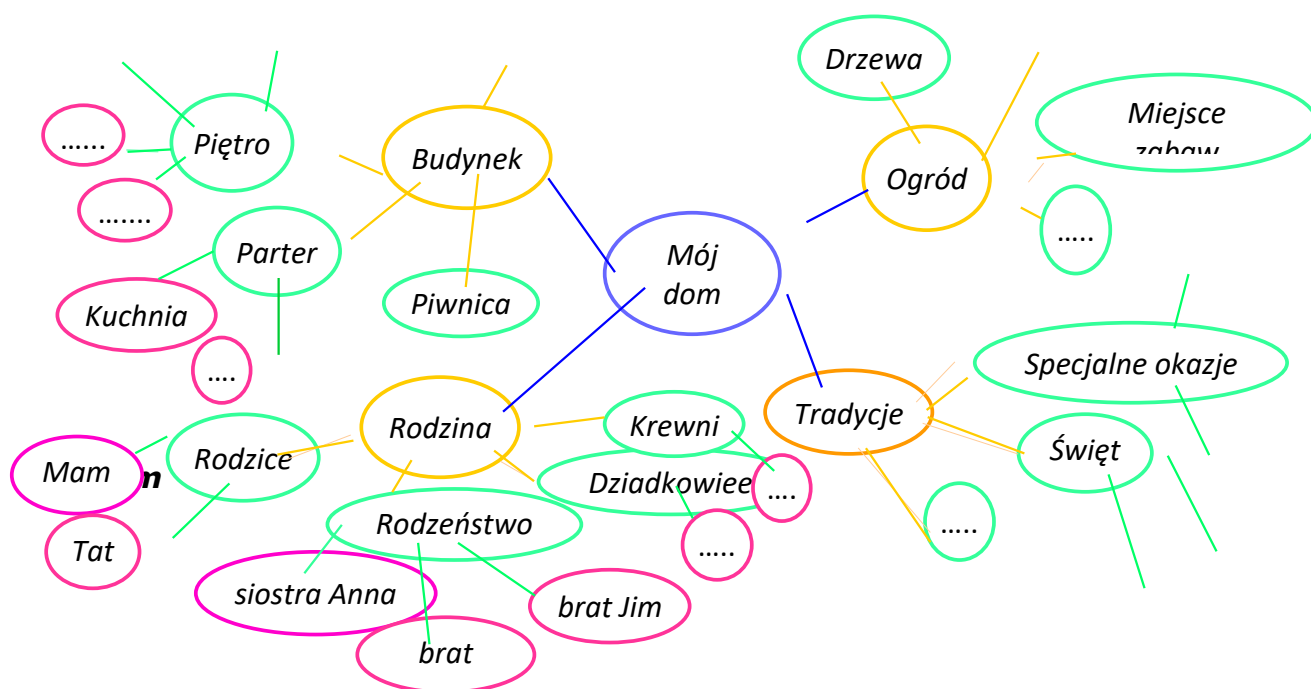 Drzewa
Miejsce
zabaw
Piętro
…...
Budynek
Ogród
…....
…..
Parter
Mój
dom
Kuchnia
Piwnica
….
Specjalne okazje
Rodzina
Krewni
Tradycje
Święt
Rodzice
Mam
m
Dziadkowiee
….
Rodzeństwo
…..
…..
Tat
siostra Anna
brat Jim
brat